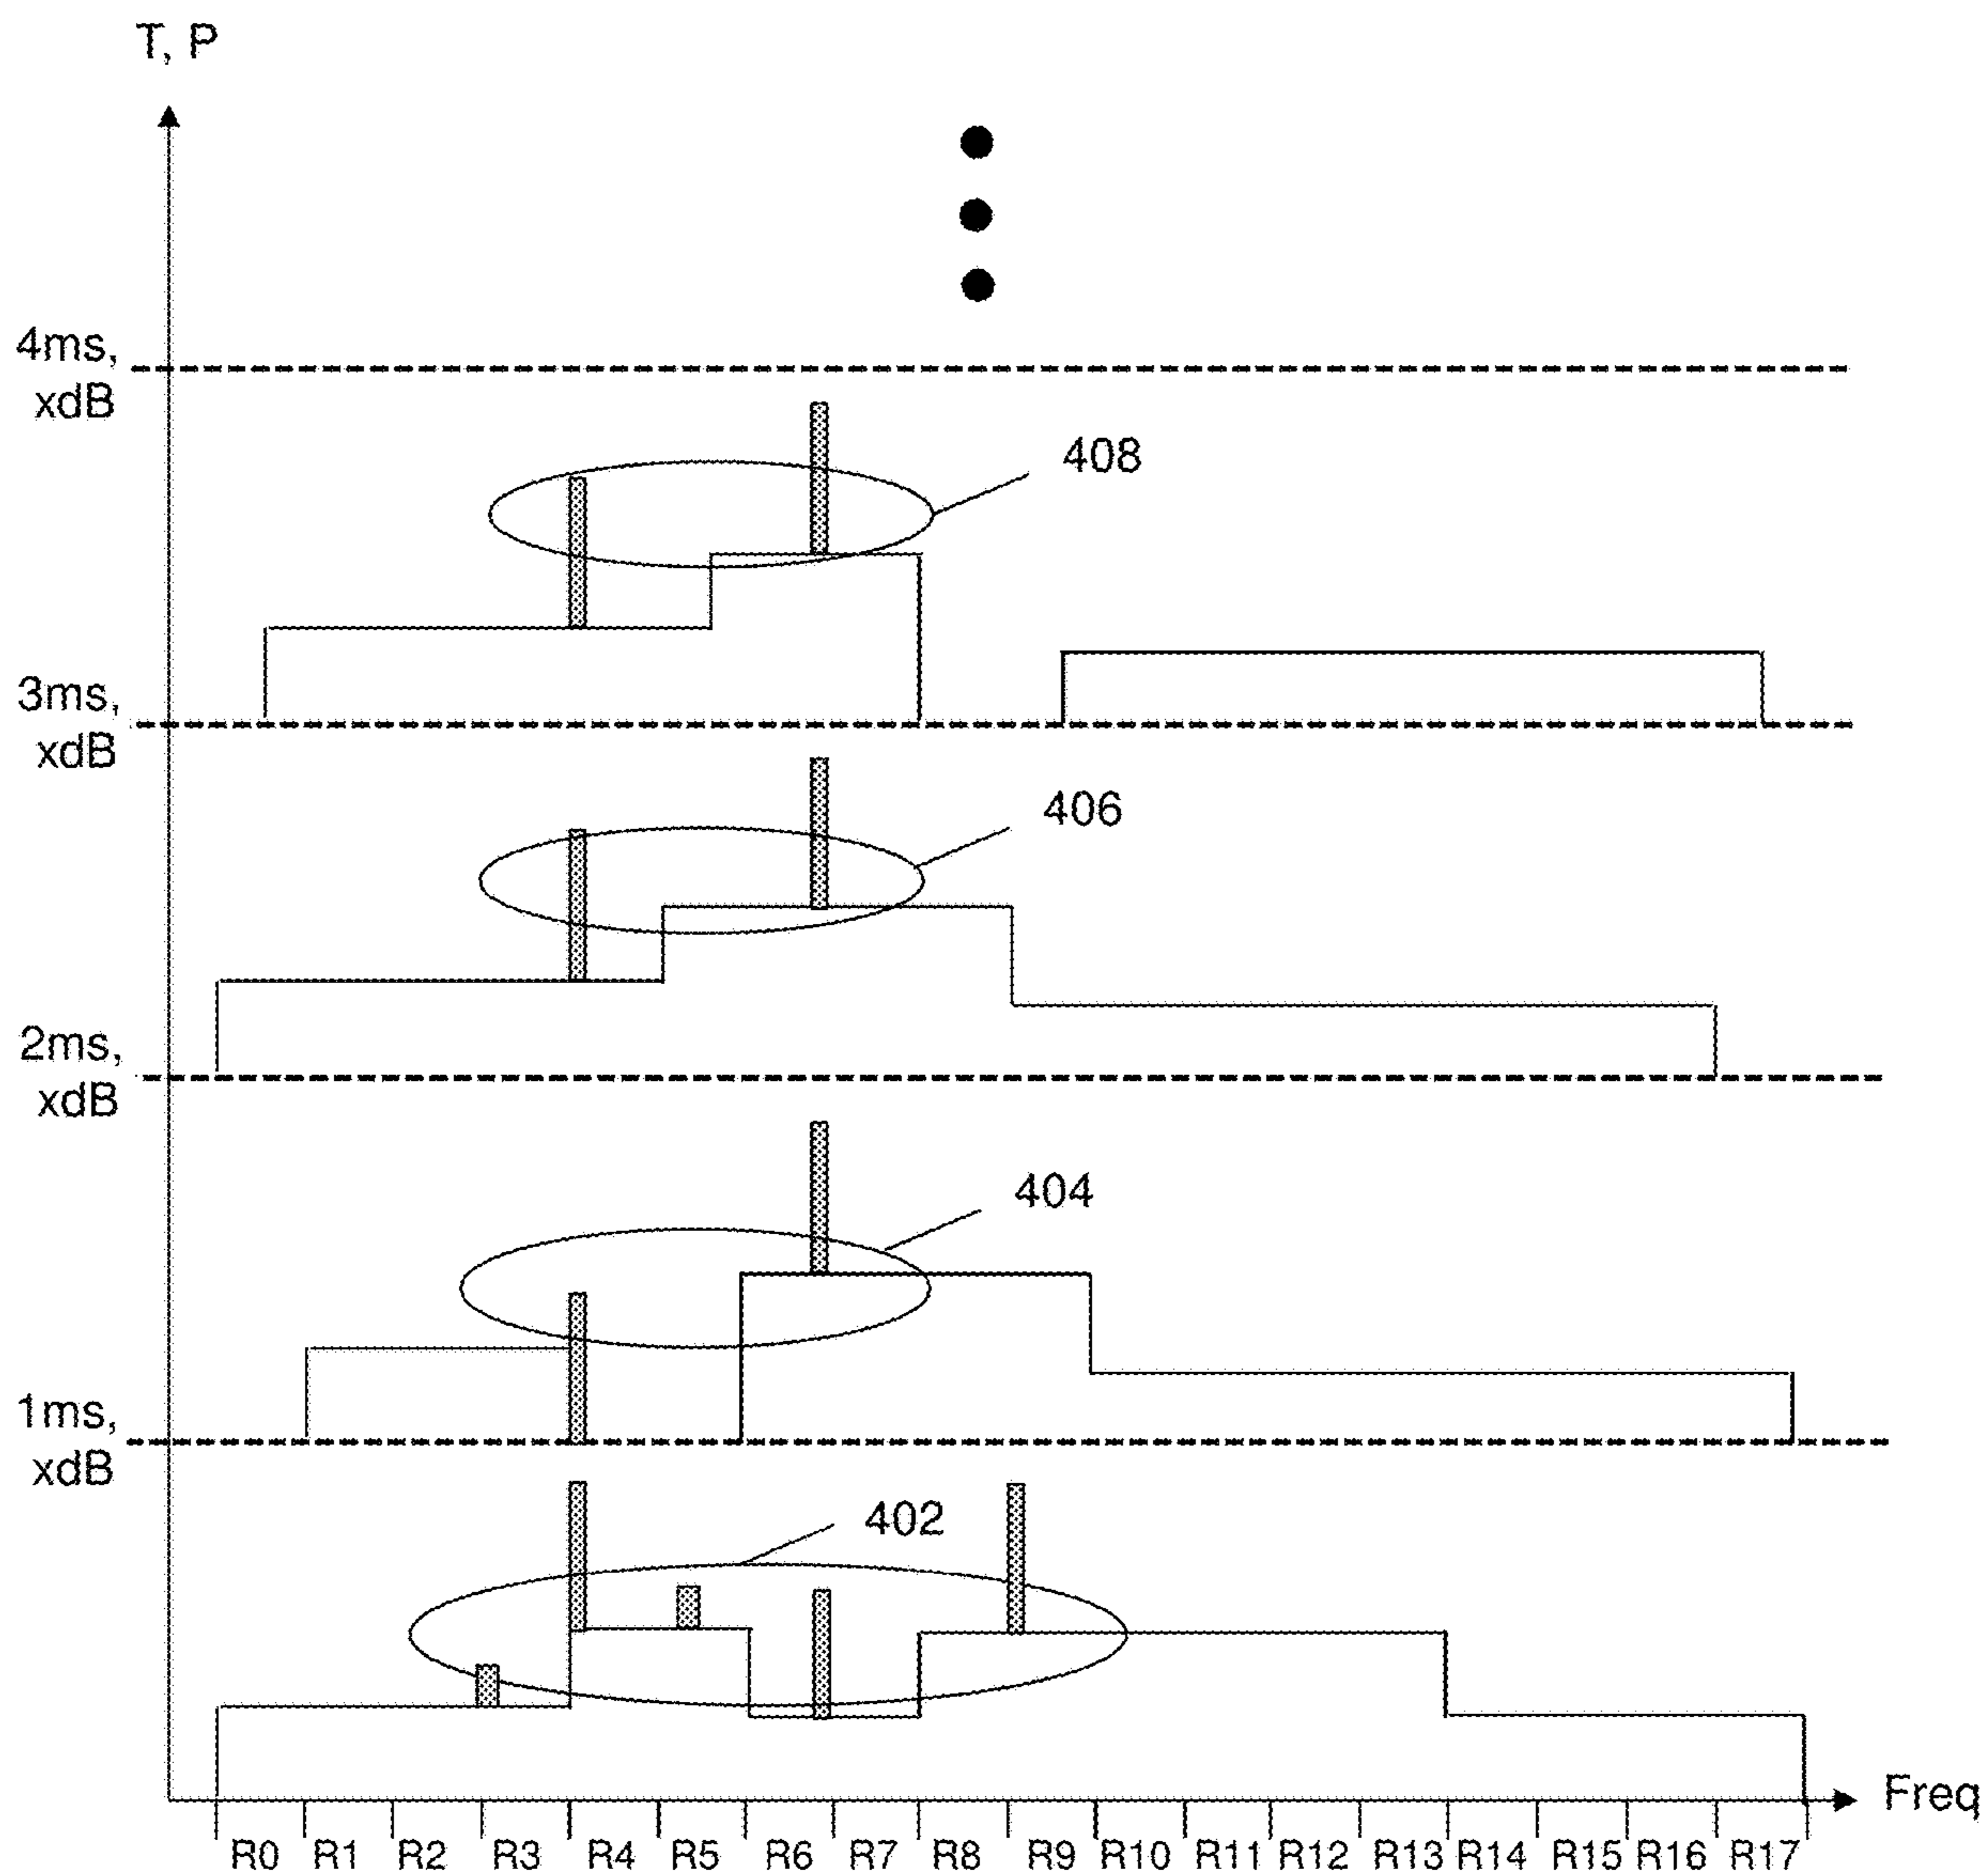 T, P
4ms,
xdB
408
3ms,
xdB
406
2ms,
xdB
404
1ms,
xdB
402
Freq
R0 R1 R2 R3 R4 R5 R6 R7 R8 R9 R10 R11 R12 R13 R14 R15 R16 R17